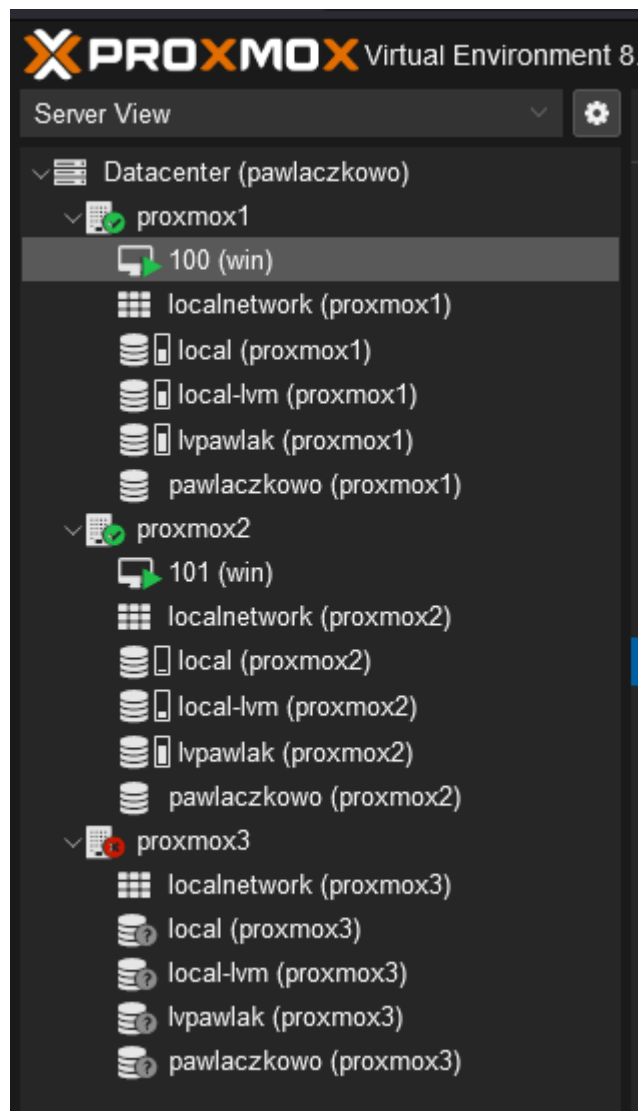 PROXMOX Virtual Environment 8.
Server View
Datacenter (pawlaczkowo)
proxmox1
100 (win)
localnetwork (proxmox1)
local (proxmox1)
local-lvm (proxmox1)
lvpawlak (proxmox1)
pawlaczkowo (proxmox1)
proxmox2
101 (win)
localnetwork (proxmox2)
local (proxmox2)
local-lvm (proxmox2)
lvpawlak (proxmox2)
pawlaczkowo (proxmox2)
proxmox3
localnetwork (proxmox3)
local (proxmox3)
local-lvm (proxmox3)
lvpawlak (proxmox3)
pawlaczkowo (proxmox3)